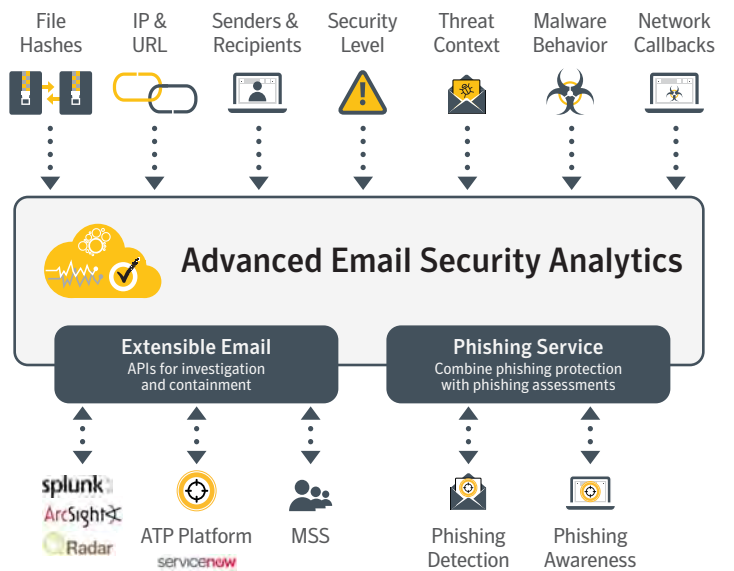 File
Hashes
IP &
URL
Senders &
Recipients
Security
Level
Threat
Context
Malware
Behavior
Network
Callbacks
Advanced Email Security Analytics
Extensible Email
APIs for investigation
and containment
Phishing Service
Combine phishing protection
with phishing assessments
splunk
ArcSight
QRadar
ATP Platform
servicenow
MSS
Phishing
Detection
Phishing
Awareness